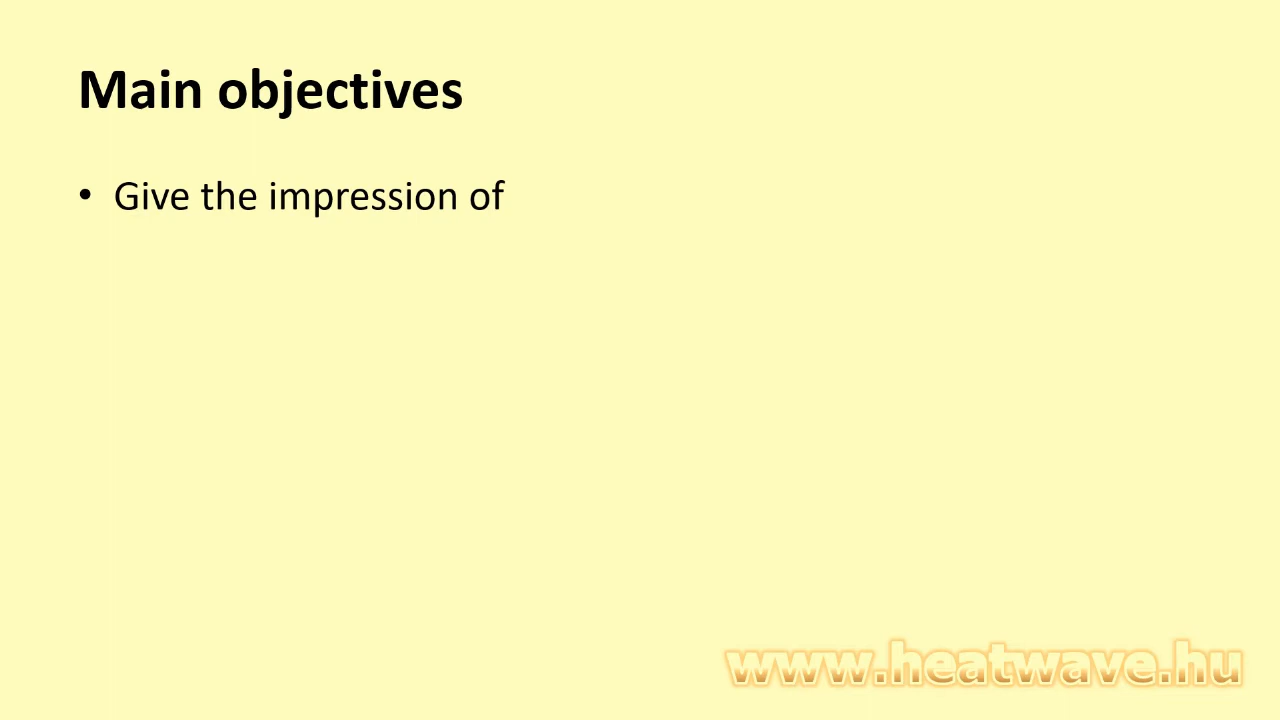 Main objectives
• Give the impression of
www.heatwave.hu